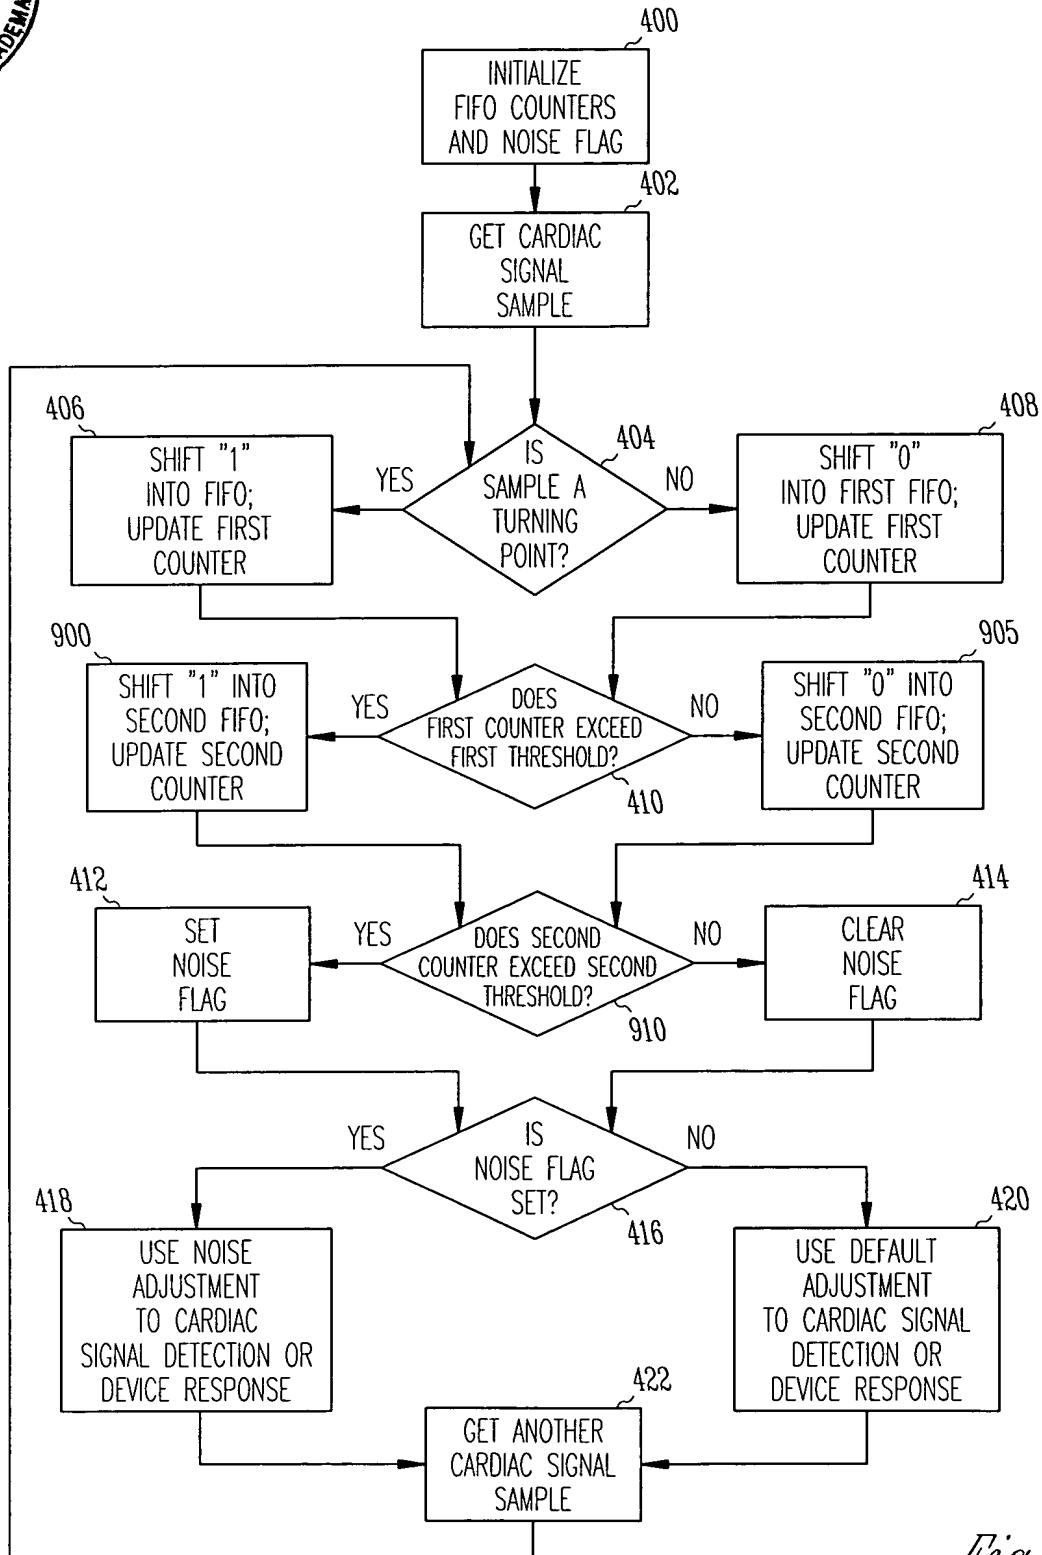 400
INITIALIZE
FIFO COUNTERS
AND NOISE FLAG
402
GET CARDIAC
SIGNAL
SAMPLE
406
SHIFT "1"
INTO FIFO;
UPDATE FIRST
COUNTER
YES
IS
SAMPLE A
TURNING
POINT?
404
NO
408
SHIFT "0"
INTO FIRST FIFO;
UPDATE FIRST
COUNTER
900
SHIFT "1" INTO
SECOND FIFO;
UPDATE SECOND
COUNTER
YES
DOES
FIRST COUNTER EXCEED
FIRST THRESHOLD?
410
NO
905
SHIFT "0" INTO
SECOND FIFO;
UPDATE SECOND
COUNTER
412
SET
NOISE
FLAG
YES
DOES SECOND
COUNTER EXCEED SECOND
THRESHOLD?
910
NO
414
CLEAR
NOISE
FLAG
YES
IS
NOISE FLAG
SET?
416
NO
418
USE NOISE
ADJUSTMENT
TO CARDIAC
SIGNAL DETECTION OR
DEVICE RESPONSE
420
USE DEFAULT
ADJUSTMENT
TO CARDIAC SIGNAL
DETECTION OR
DEVICE RESPONSE
422
GET ANOTHER
CARDIAC SIGNAL
SAMPLE